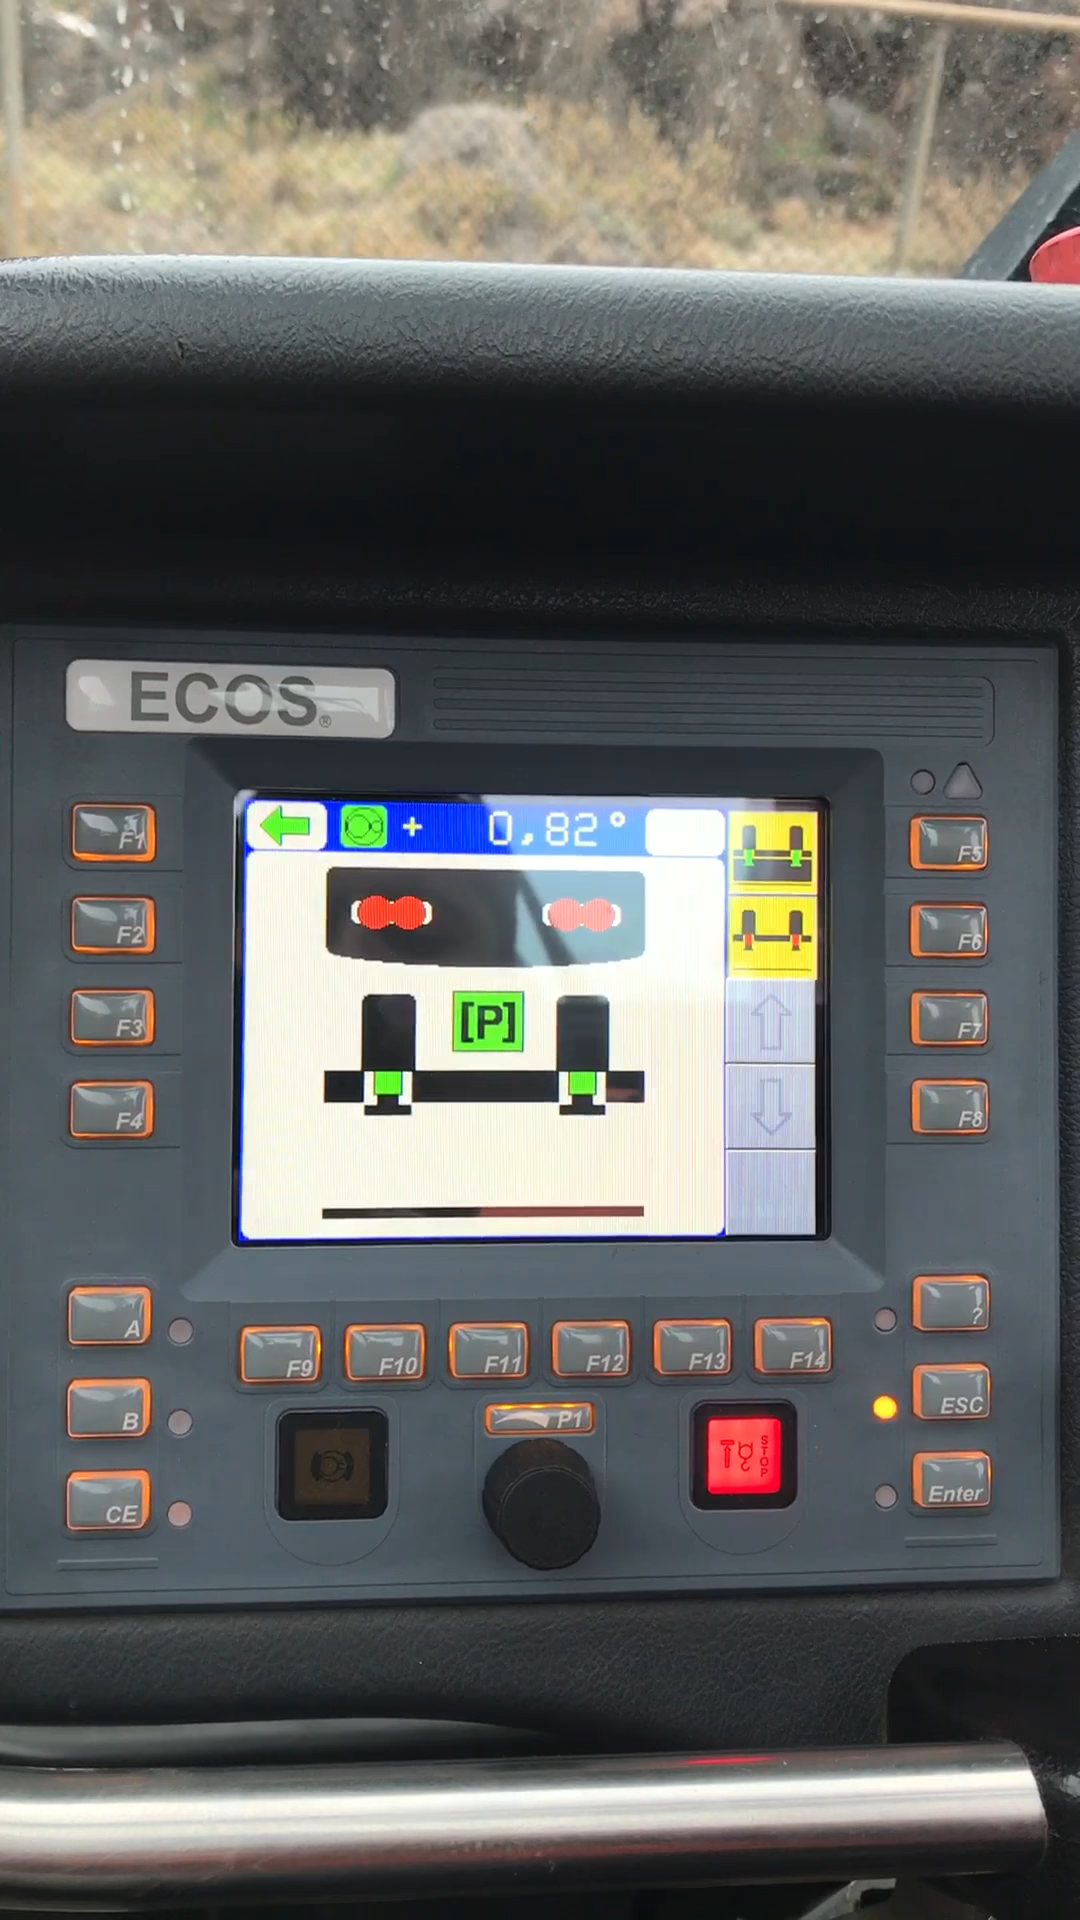 ECOS®
+ 0,82°
F1
F5
F2
F6
F3
[P]
F7
F4
F8
A
?
F9 F10 F11 F12 F13 F14
B
P1
ESC
CE
STOP
Enter